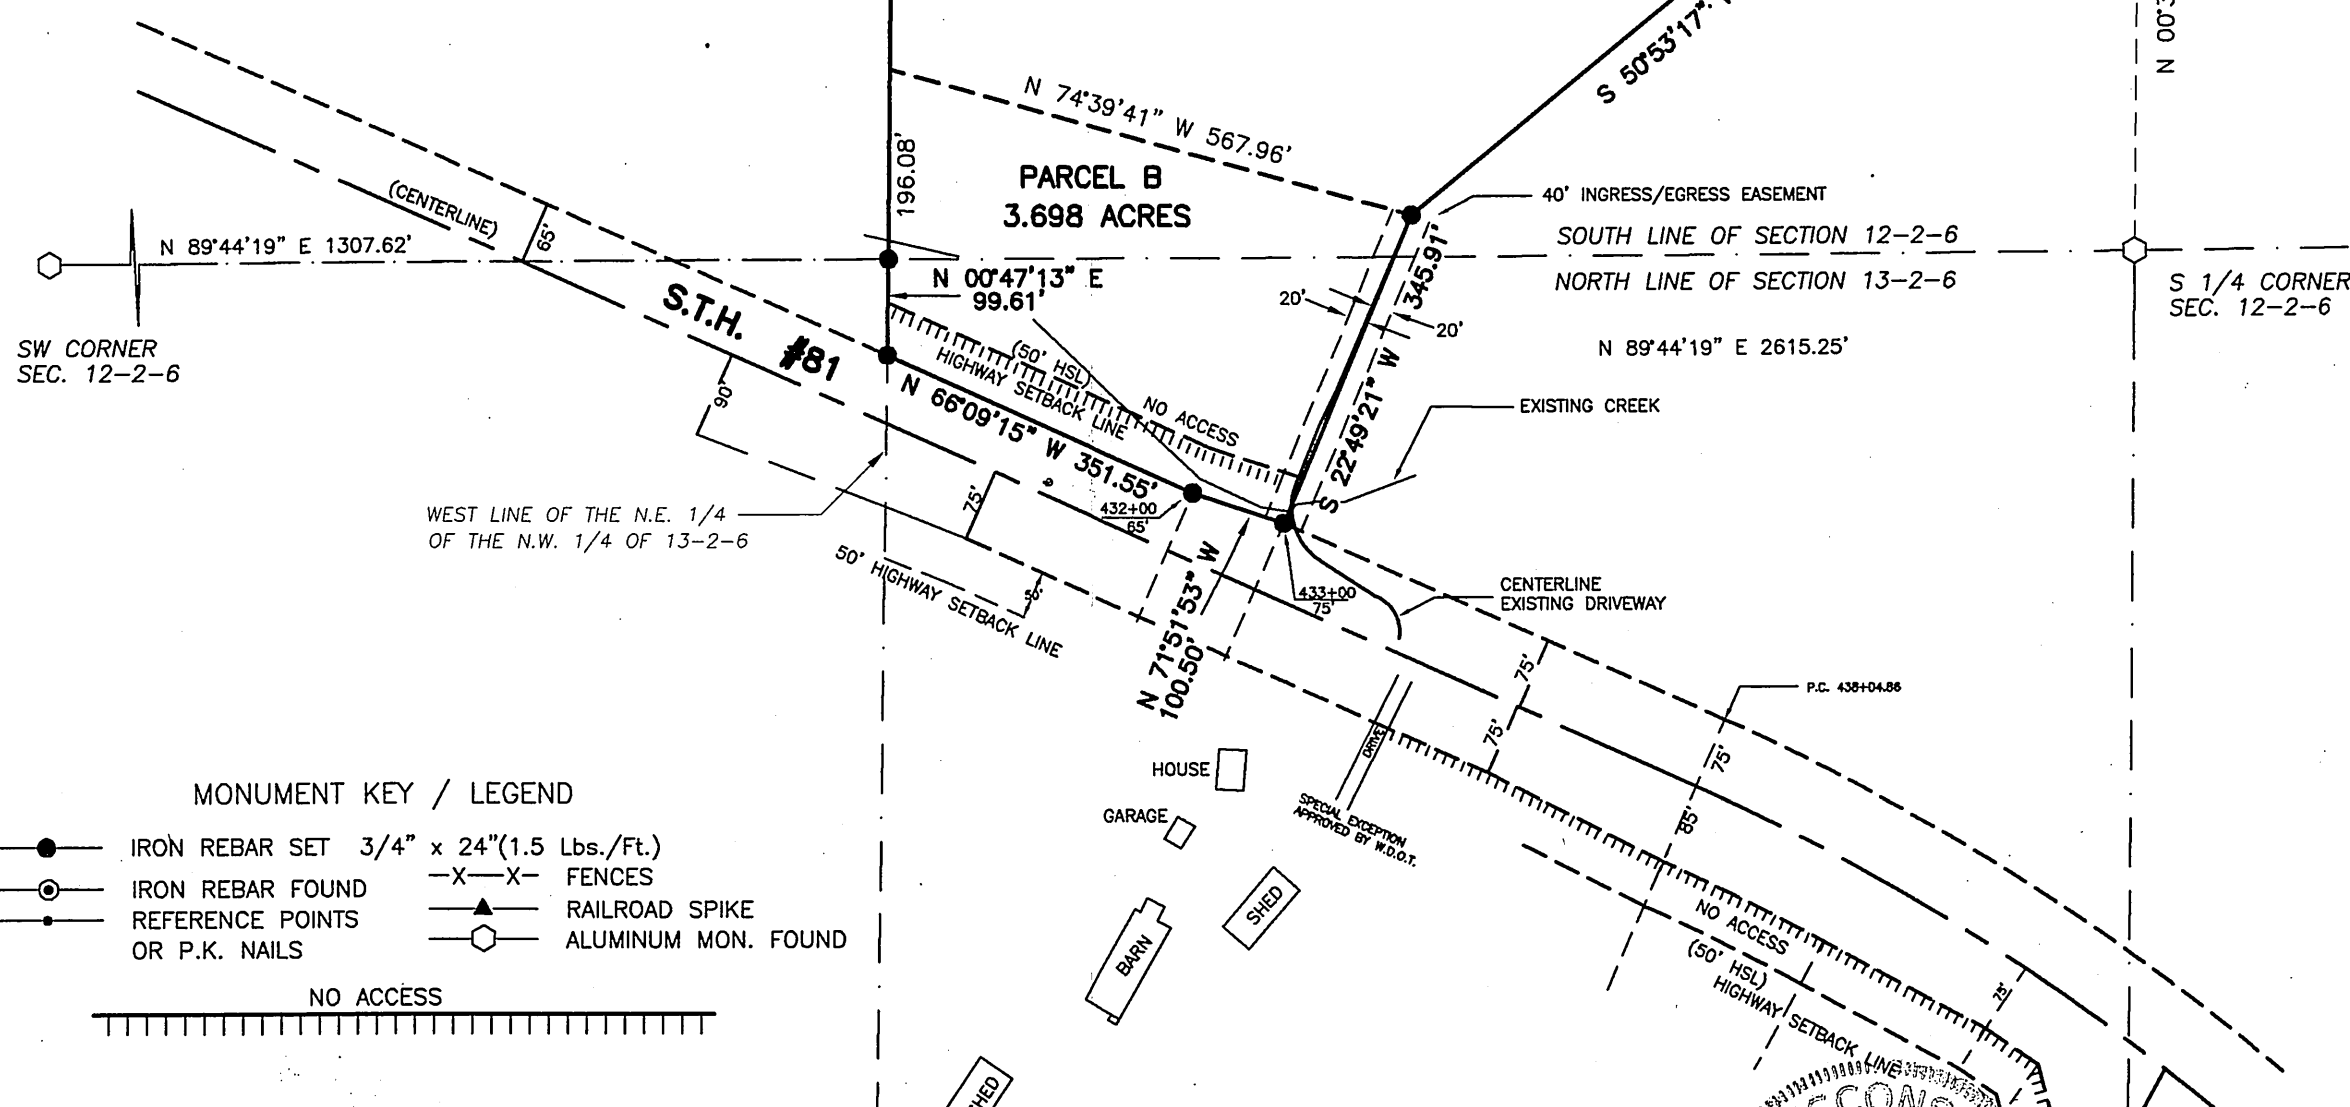 N 00°3
S 50°53'17"
N 74°39'41" W 567.96'
196.08'
PARCEL B
3.698 ACRES
40' INGRESS/EGRESS EASEMENT
(CENTERLINE)
65'
N 89°44'19" E 1307.62'
SOUTH LINE OF SECTION 12-2-6
NORTH LINE OF SECTION 13-2-6
S 1/4 CORNER
SEC. 12-2-6
N 00°47'13" E
99.61'
345.91'
20'
20'
S.T.H. #81
SW CORNER
SEC. 12-2-6
N 89°44'19" E 2615.25'
(50' HSL)
HIGHWAY SETBACK LINE
NO ACCESS
90'
N 66°09'15" W 351.55'
S 22°49'21" W
EXISTING CREEK
75'
432+00
65'
WEST LINE OF THE N.E. 1/4
OF THE N.W. 1/4 OF 13-2-6
50' HIGHWAY SETBACK LINE
50'
N 71°51'53" W
100.50'
433+00
75'
CENTERLINE
EXISTING DRIVEWAY
75'
75'
P.C. 438+04.86
75'
85'
DRIVE
HOUSE
GARAGE
SPECIAL EXCEPTION
APPROVED BY W.D.O.T.
SHED
BARN
SHED
NO ACCESS
(50' HSL)
HIGHWAY SETBACK LINE
75'
MONUMENT KEY / LEGEND
IRON REBAR SET 3/4" x 24"(1.5 Lbs./Ft.)
IRON REBAR FOUND
-X—X- FENCES
REFERENCE POINTS
OR P.K. NAILS
RAILROAD SPIKE
ALUMINUM MON. FOUND
NO ACCESS
SCONS